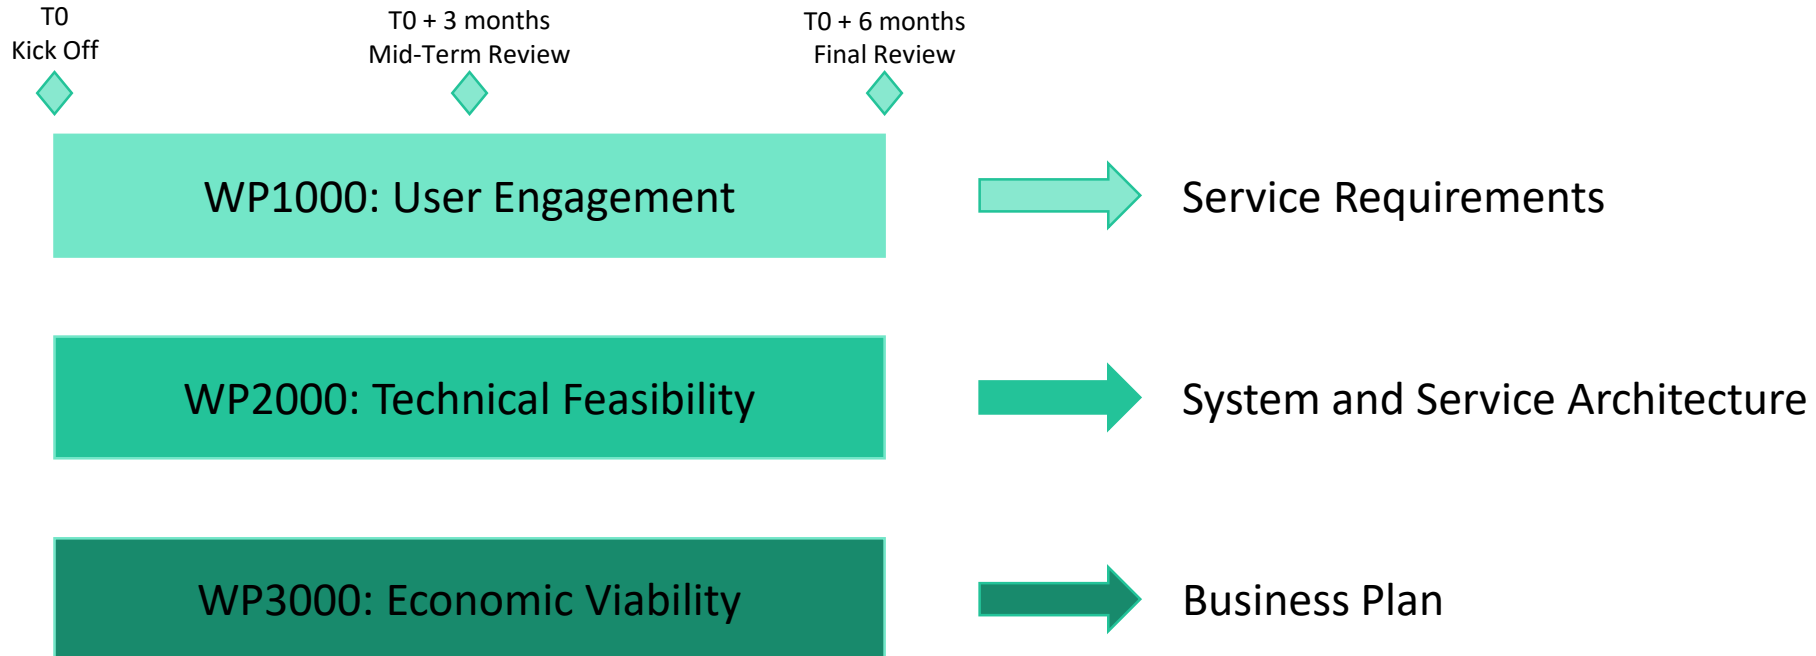 T0
Kick Off
T0 + 3 months
Mid-Term Review
T0 + 6 months
Final Review
WP1000: User Engagement
Service Requirements
WP2000: Technical Feasibility
System and Service Architecture
WP3000: Economic Viability
Business Plan